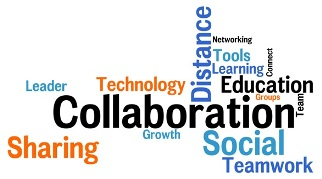 Networking
Distance
Tools
Connect
Learning
Leader
Technology
Education
Groups
Team
Collaboration
Growth
Social
Sharing
Teamwork